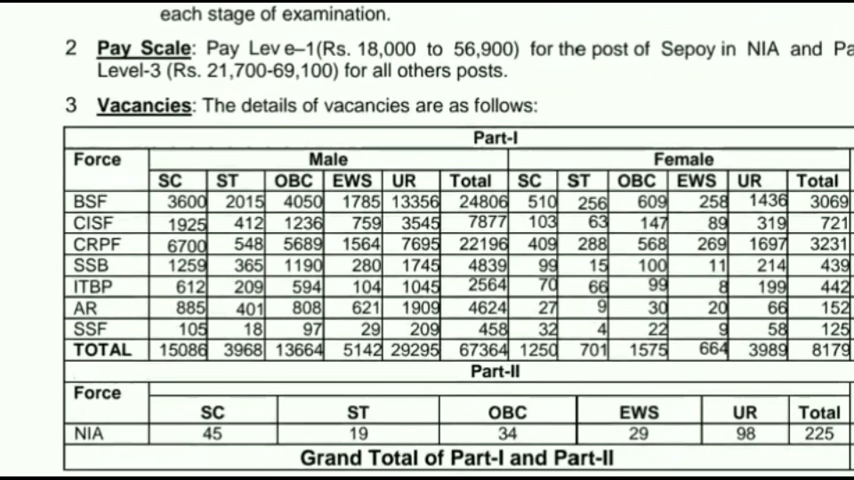 each stage of examination.
2 Pay Scale: Pay Lev e–1(Rs. 18,000 to 56,900) for the post of Sepoy in NIA and Pa
Level-3 (Rs. 21,700-69,100) for all others posts.
3 Vacancies: The details of vacancies are as follows:
Part-I
Force Male Female
SC ST OBC EWS UR Total SC ST OBC EWS UR Total
BSF 3600 2015 4050 1785 13356 24806 510 256 609 258 1436 3069
CISF 1925 412 1236 759 3545 7877 103 63 147 89 319 721
CRPF 6700 548 5689 1564 7695 22196 409 288 568 269 1697 3231
SSB 1259 365 1190 280 1745 4839 99 15 100 11 214 439
ITBP 612 209 594 104 1045 2564 70 66 99 8 199 442
AR 885 401 808 621 1909 4624 27 9 30 20 66 152
SSF 105 18 97 29 209 458 32 4 22 9 58 125
TOTAL 15086 3968 13664 5142 29295 67364 1250 701 1575 664 3989 8179
Part-II
Force
SC ST OBC EWS UR Total
NIA 45 19 34 29 98 225
Grand Total of Part-I and Part-II